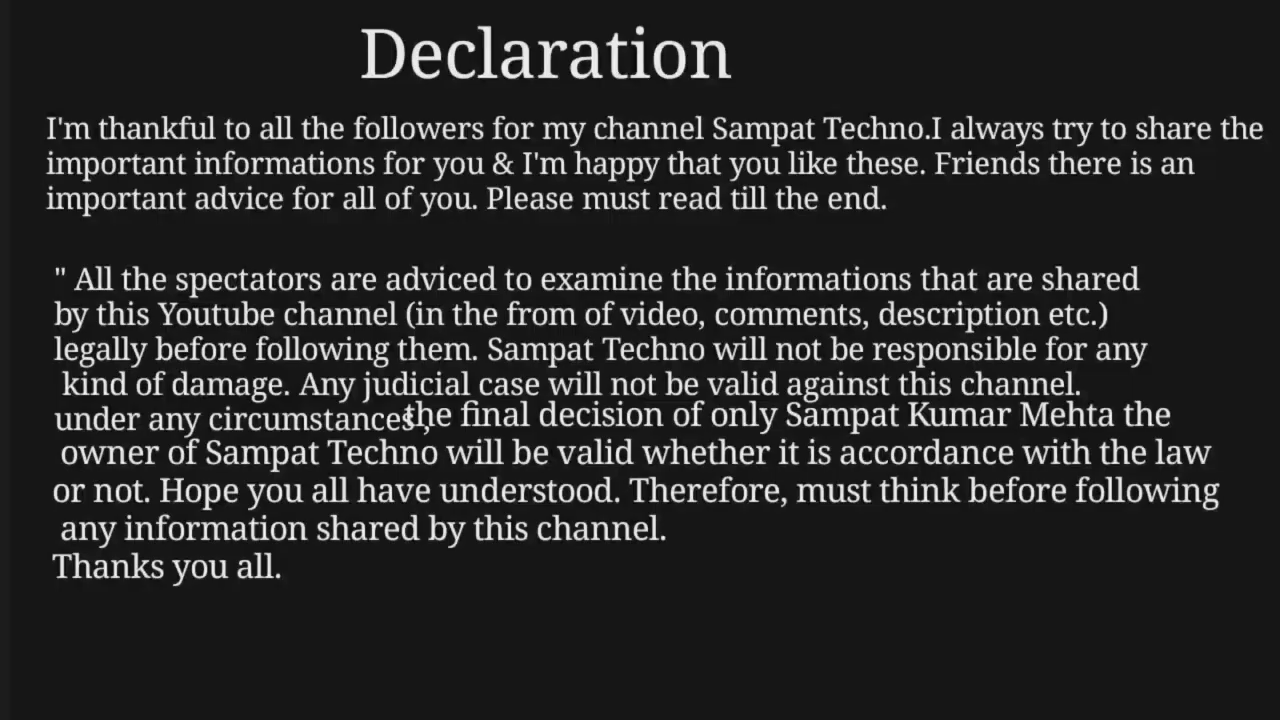 Declaration
I'm thankful to all the followers for my channel Sampat Techno.I always try to share the
important informations for you & I'm happy that you like these. Friends there is an
important advice for all of you. Please must read till the end.
" All the spectators are adviced to examine the informations that are shared
by this Youtube channel (in the from of video, comments, description etc.)
legally before following them. Sampat Techno will not be responsible for any
kind of damage. Any judicial case will not be valid against this channel.
under any circumstances, the final decision of only Sampat Kumar Mehta the
owner of Sampat Techno will be valid whether it is accordance with the law
or not. Hope you all have understood. Therefore, must think before following
any information shared by this channel.
Thanks you all.